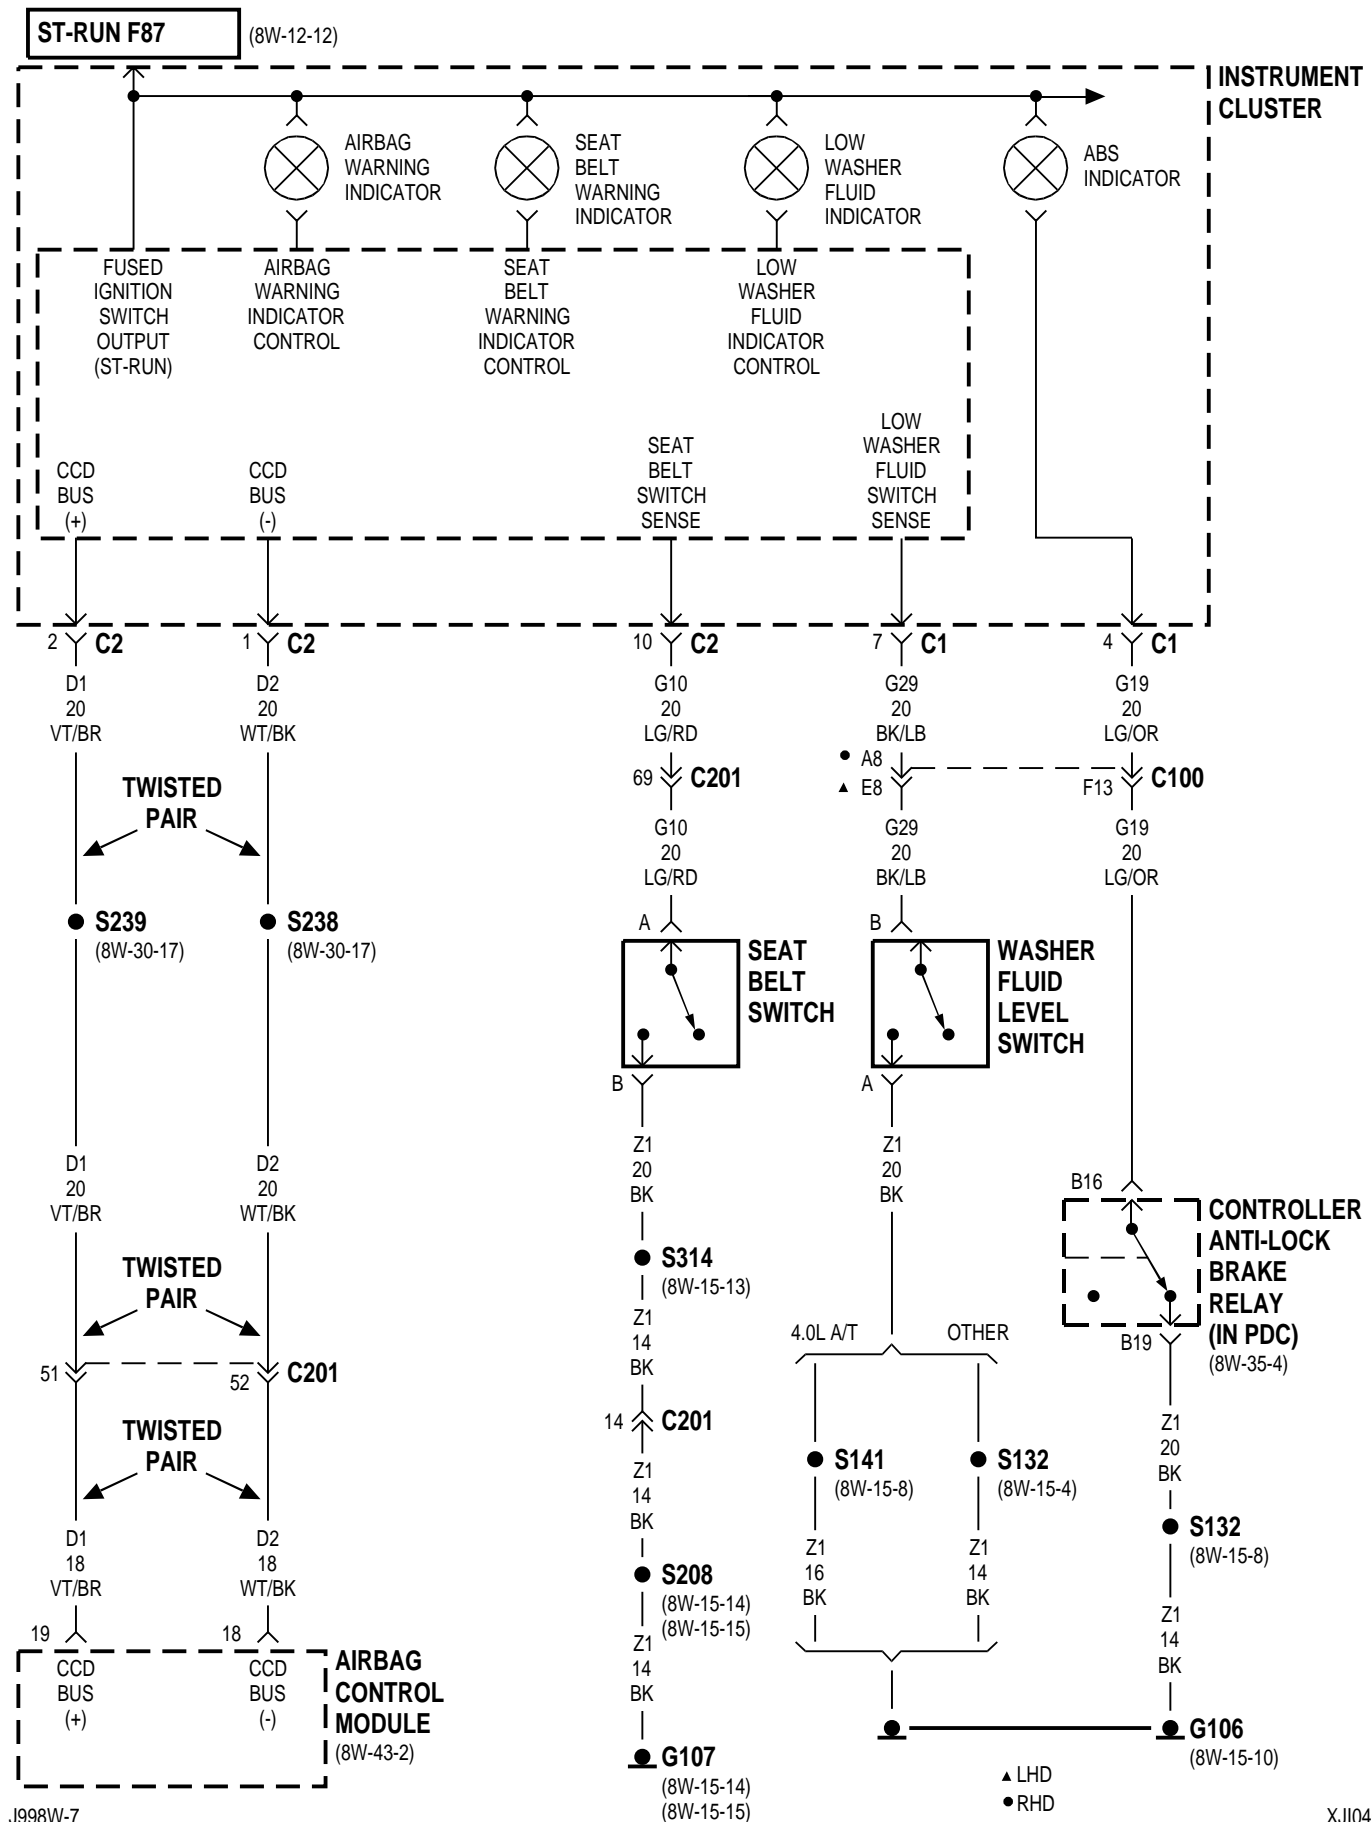 ST-RUN F87
(8W-12-12)
INSTRUMENT
CLUSTER
AIRBAG
WARNING
INDICATOR
SEAT
BELT
WARNING
INDICATOR
LOW
WASHER
FLUID
INDICATOR
ABS
INDICATOR
FUSED
IGNITION
SWITCH
OUTPUT
(ST-RUN)
AIRBAG
WARNING
INDICATOR
CONTROL
SEAT
BELT
WARNING
INDICATOR
CONTROL
LOW
WASHER
FLUID
INDICATOR
CONTROL
CCD
BUS
(+)
CCD
BUS
(-)
SEAT
BELT
SWITCH
SENSE
LOW
WASHER
FLUID
SWITCH
SENSE
2 C2
1 C2
10 C2
7 C1
4 C1
D1
20
VT/BR
D2
20
WT/BK
G10
20
LG/RD
G29
20
BK/LB
G19
20
LG/OR
TWISTED
PAIR
69 C201
● A8
▲ E8
F13 C100
G10
20
LG/RD
G29
20
BK/LB
G19
20
LG/OR
S239
(8W-30-17)
S238
(8W-30-17)
A
SEAT
BELT
SWITCH
B
B
WASHER
FLUID
LEVEL
SWITCH
A
D1
20
VT/BR
D2
20
WT/BK
Z1
20
BK
Z1
20
BK
B16
CONTROLLER
ANTI-LOCK
BRAKE
RELAY
(IN PDC)
(8W-35-4)
B19
TWISTED
PAIR
S314
(8W-15-13)
Z1
14
BK
4.0L A/T
OTHER
51
52 C201
14 C201
TWISTED
PAIR
Z1
14
BK
S141
(8W-15-8)
S132
(8W-15-4)
Z1
20
BK
S132
(8W-15-8)
D1
18
VT/BR
D2
18
WT/BK
S208
(8W-15-14)
(8W-15-15)
Z1
16
BK
Z1
14
BK
Z1
14
BK
19
18
CCD
BUS
(+)
CCD
BUS
(-)
AIRBAG
CONTROL
MODULE
(8W-43-2)
Z1
14
BK
G107
(8W-15-14)
(8W-15-15)
G106
(8W-15-10)
▲ LHD
● RHD
J998W-7
XJI04